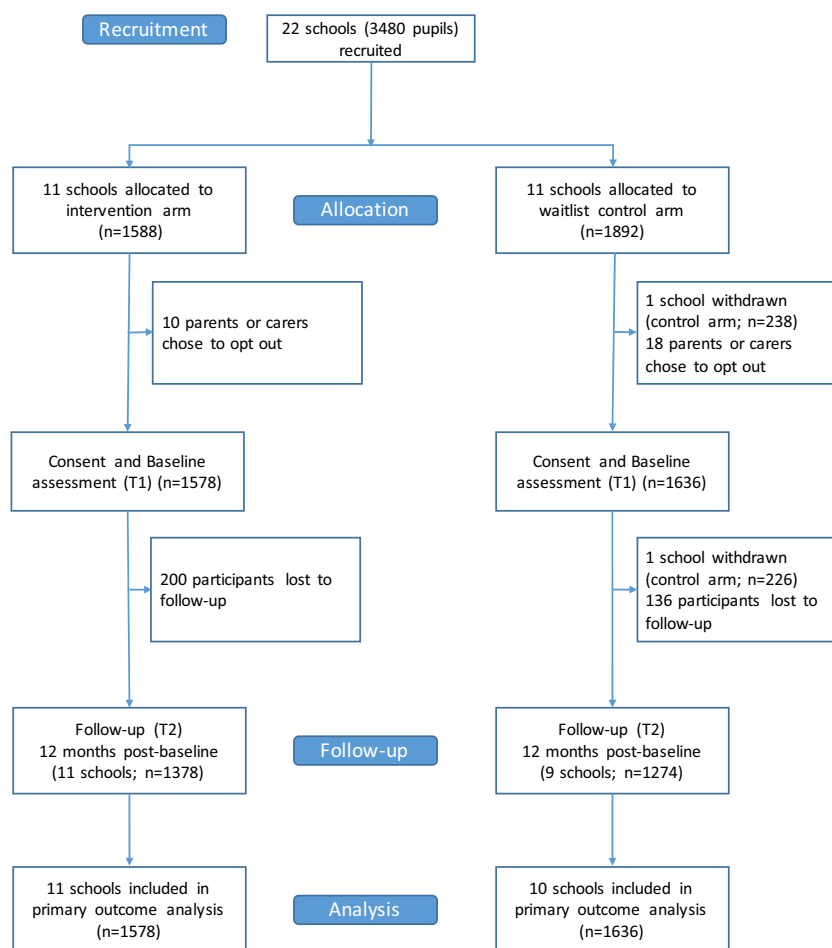 Recruitment
22 schools (3480 pupils)
recruited
11 schools allocated to
intervention arm
(n=1588)
Allocation
11 schools allocated to
waitlist control arm
(n=1892)
10 parents or carers
chose to opt out
1 school withdrawn
(control arm; n=238)
18 parents or carers
chose to opt out
Consent and Baseline
assessment (T1) (n=1578)
Consent and Baseline
assessment (T1) (n=1636)
200 participants lost to
follow-up
1 school withdrawn
(control arm; n=226)
136 participants lost to
follow-up
Follow-up (T2)
12 months post-baseline
(11 schools; n=1378)
Follow-up
Follow-up (T2)
12 months post-baseline
(9 schools; n=1274)
11 schools included in
primary outcome analysis
(n=1578)
Analysis
10 schools included in
primary outcome analysis
(n=1636)